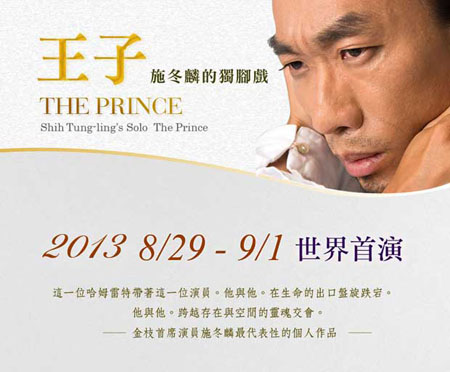 王子 施冬麟的獨腳戲
THE PRINCE
Shih Tung-ling's Solo The Prince
2013 8/29 - 9/1 世界首演
這一位哈姆雷特帶著這一位演員。他與他。在生命的出口盤旋跌宕。
他與他。跨越存在與空間的靈魂交會。
—— 金枝首席演員施冬麟最代表性的個人作品 ——